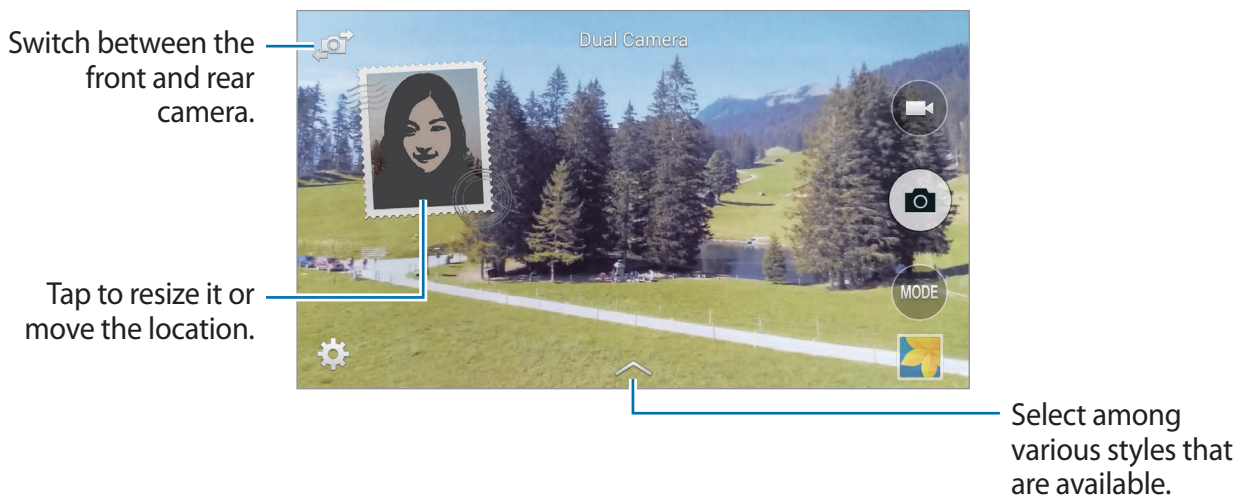 Switch between the
front and rear
camera.
Dual Camera
Tap to resize it or
move the location.
MODE
Select among
various styles that
are available.